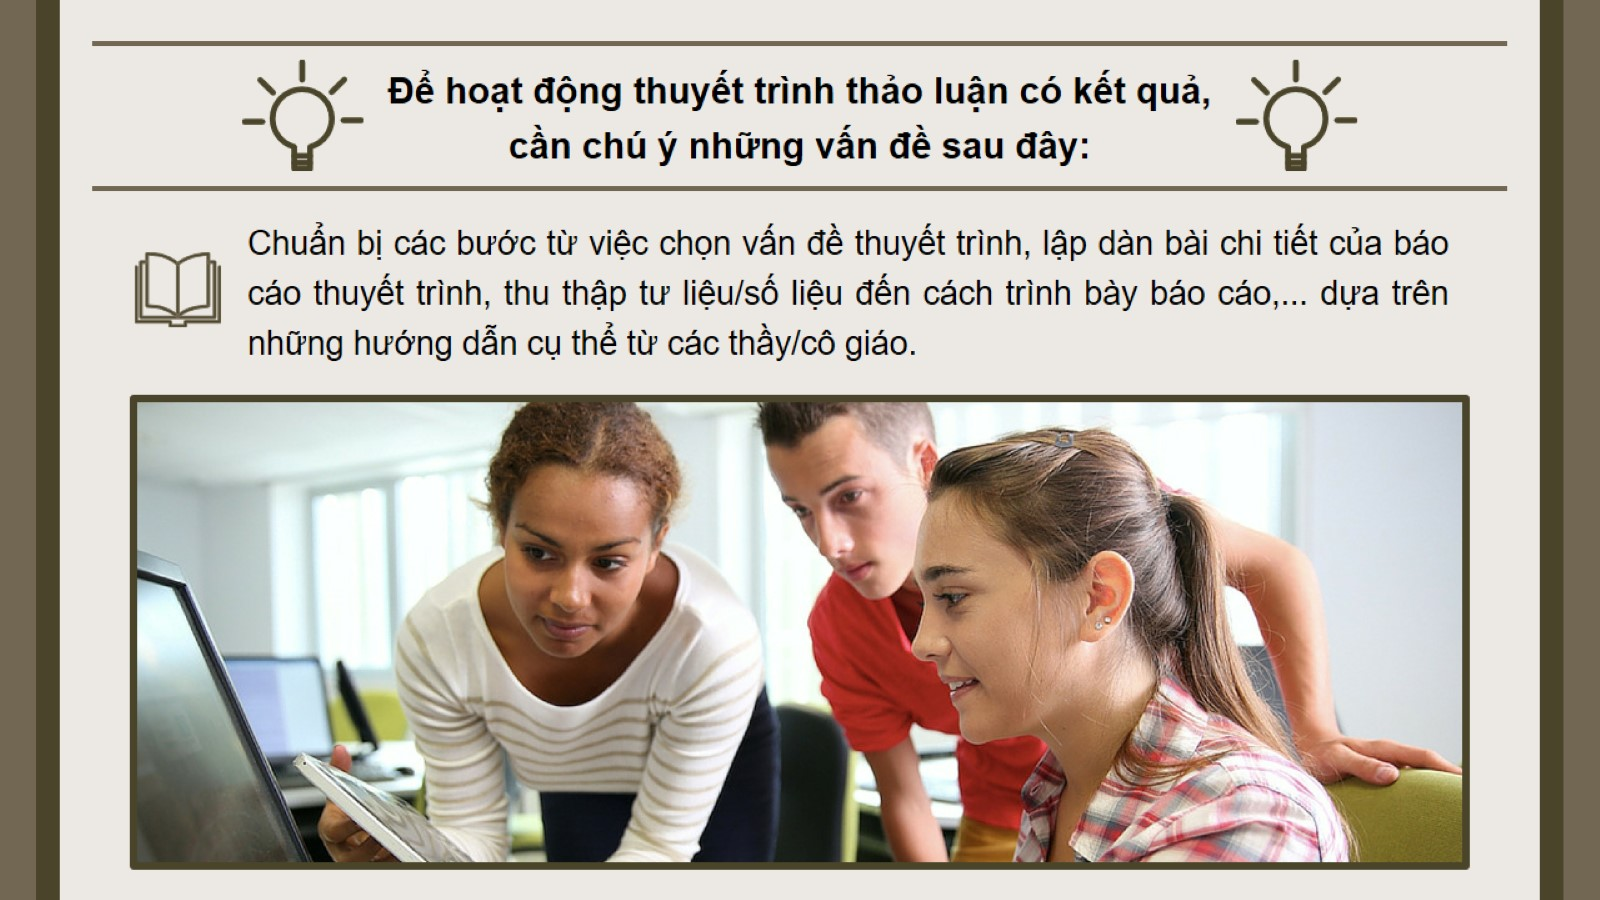 Để hoạt động thuyết trình thảo luận có kết quả,
cần chú ý những vấn đề sau đây:
Chuẩn bị các bước từ việc chọn vấn đề thuyết trình, lập dàn bài chi tiết của báo
cáo thuyết trình, thu thập tư liệu/số liệu đến cách trình bày báo cáo,... dựa trên
những hướng dẫn cụ thể từ các thầy/cô giáo.